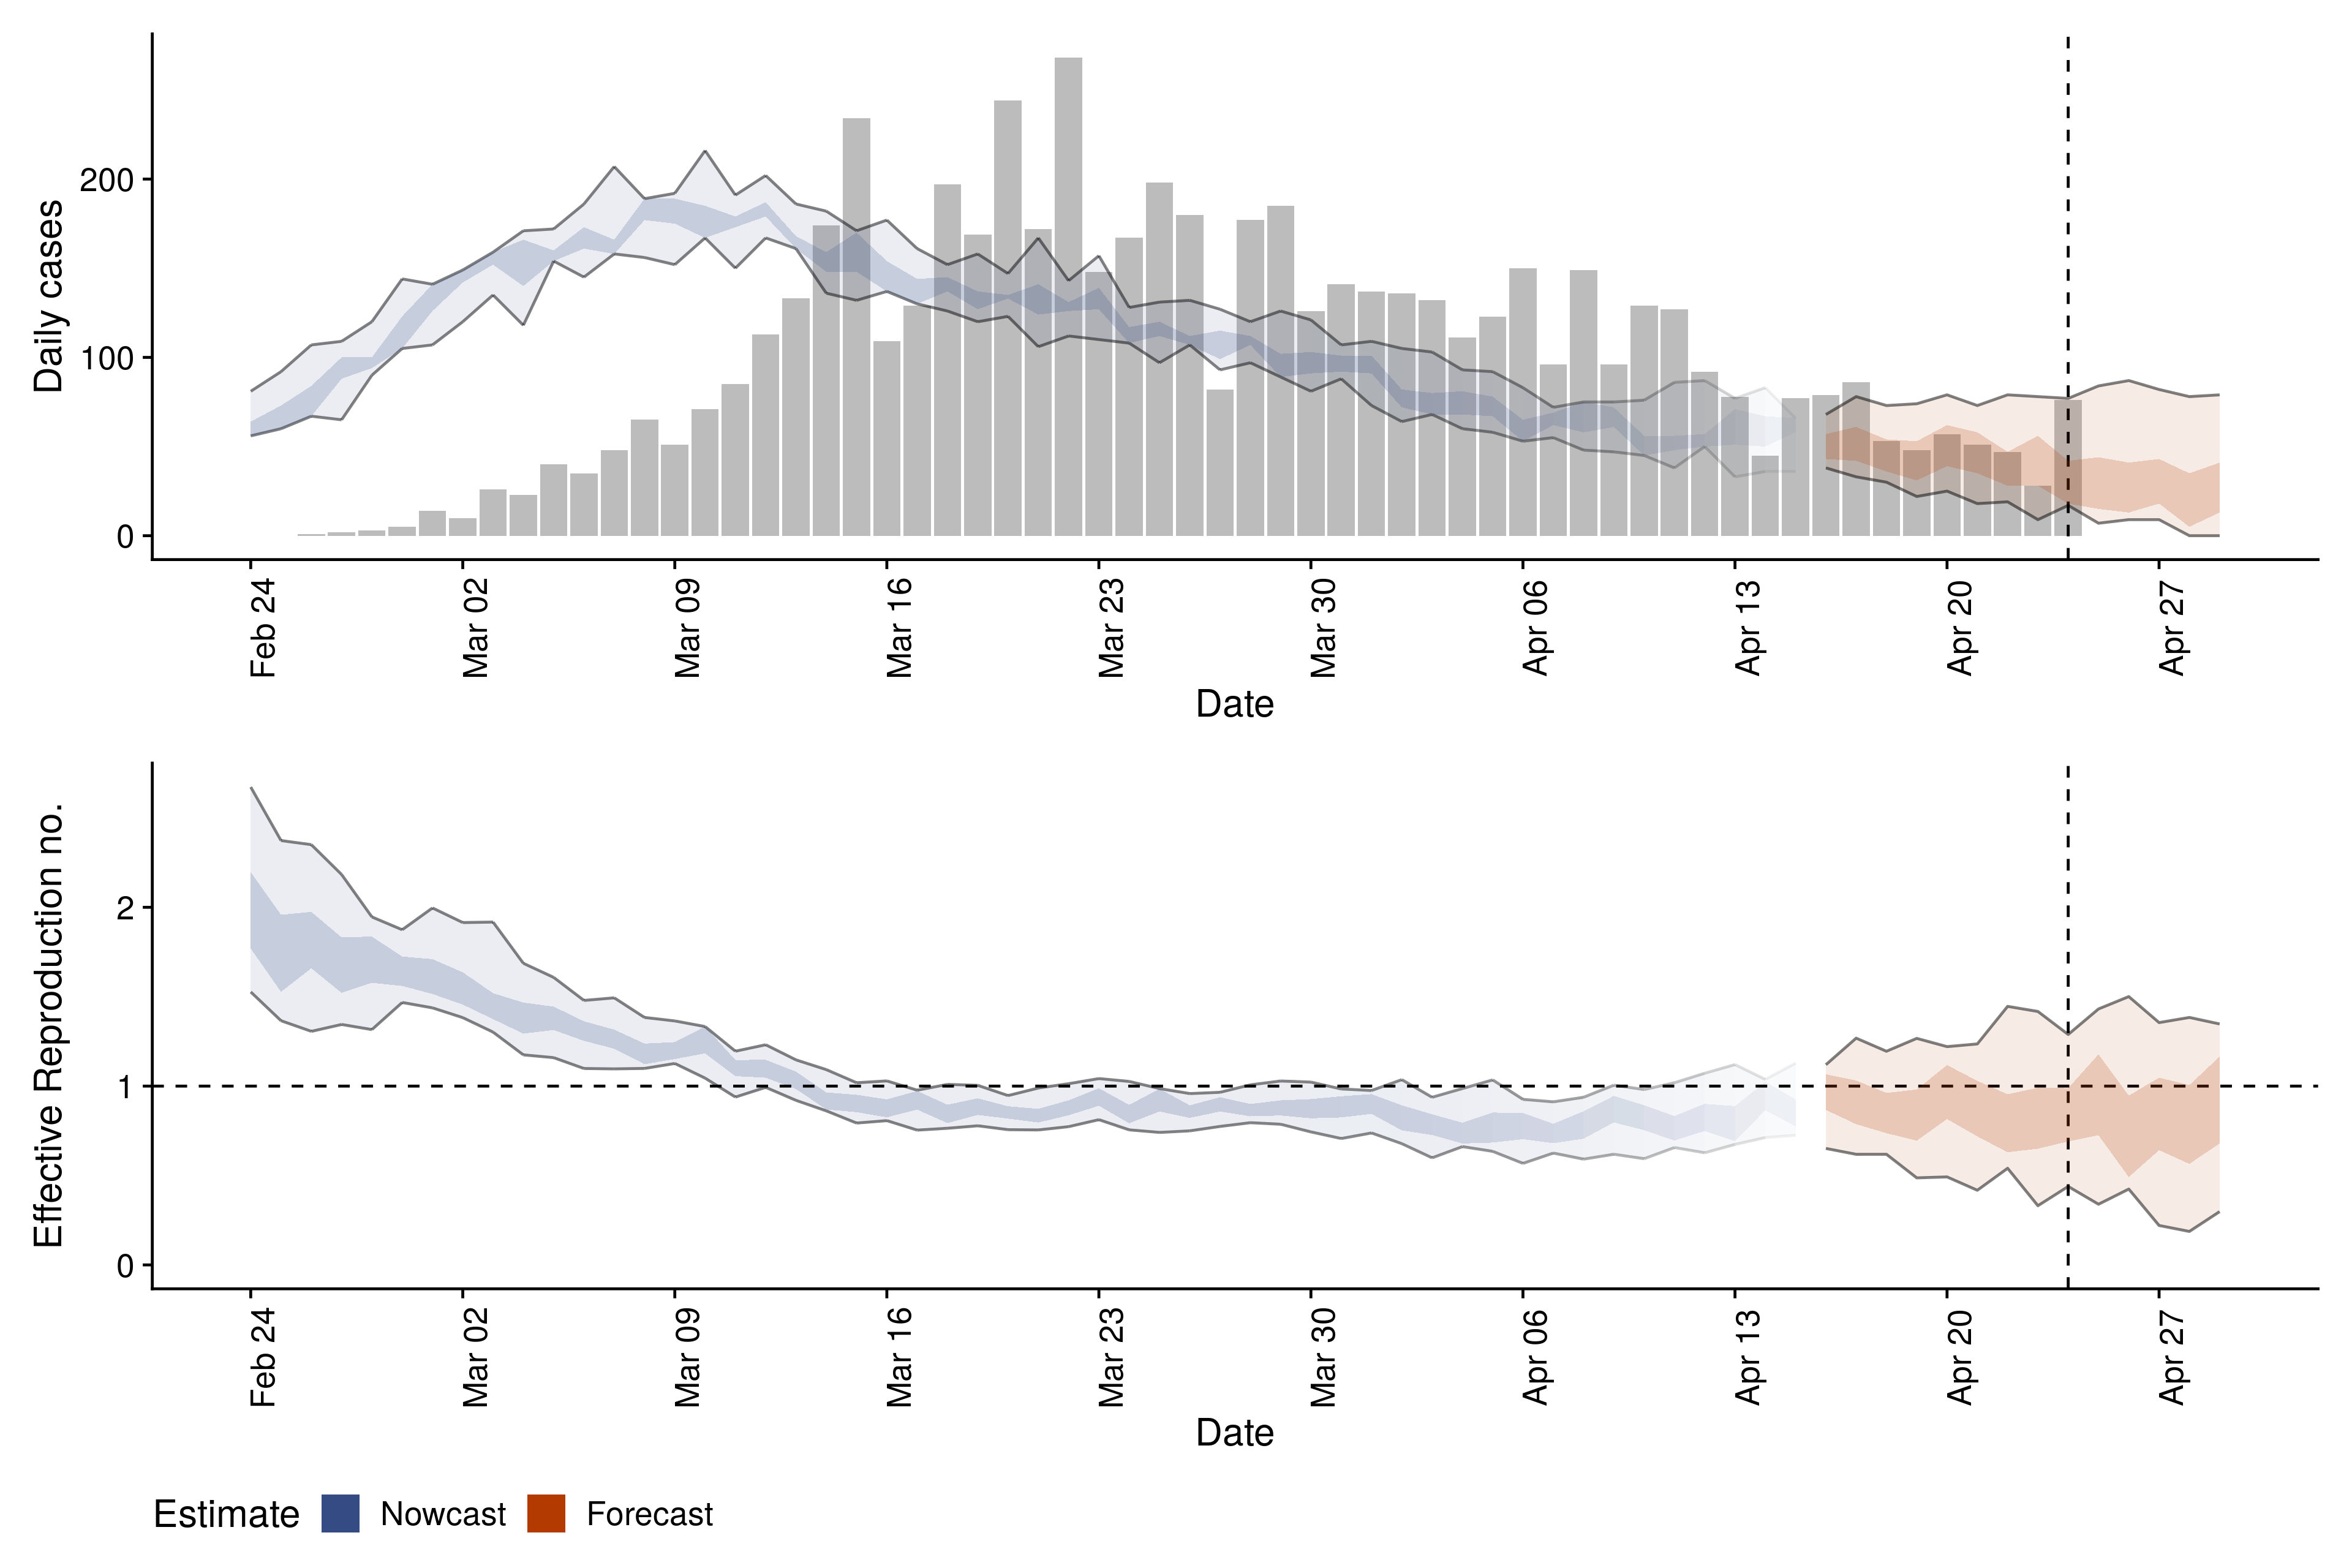 Daily cases
200
100
0
Feb 24
Mar 02
Mar 09
Mar 16
Mar 23
Mar 30
Apr 06
Apr 13
Apr 20
Apr 27
Date
Effective Reproduction no.
2
1
0
Feb 24
Mar 02
Mar 09
Mar 16
Mar 23
Mar 30
Apr 06
Apr 13
Apr 20
Apr 27
Date
Estimate Nowcast Forecast